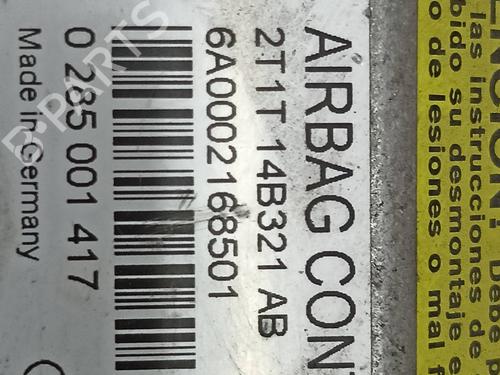 AIRBAG CON
2T1T 14B321 AB
6A0002168501
0 285 001 417
Made in Germany
las instrucciones de
bido su desmontaje e
o de lesiones o mal f
B-PARTS